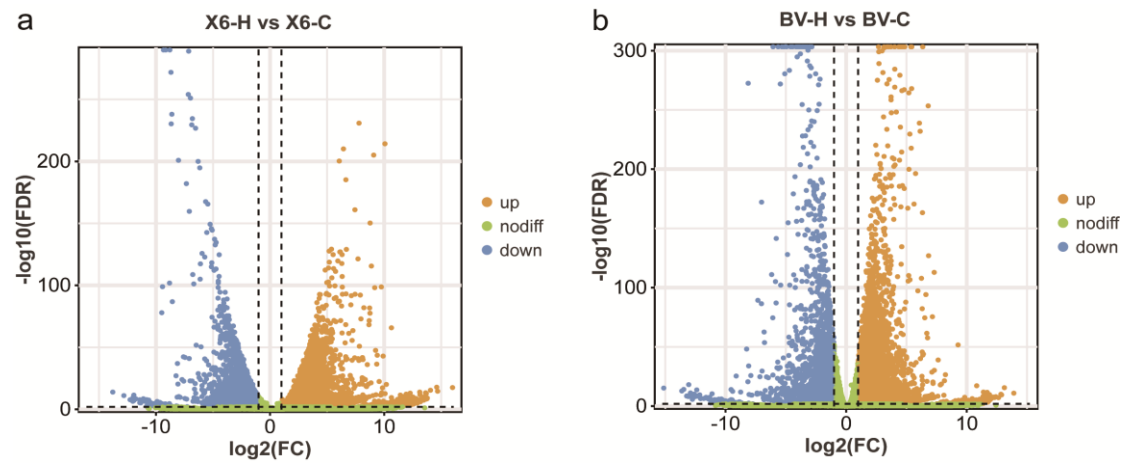 a
X6-H vs X6-C
-log10(FDR)
200
100
0
-10
0
10
log2(FC)
up
nodiff
down
b
BV-H vs BV-C
-log10(FDR)
300
200
100
0
-10
0
10
log2(FC)
up
nodiff
down